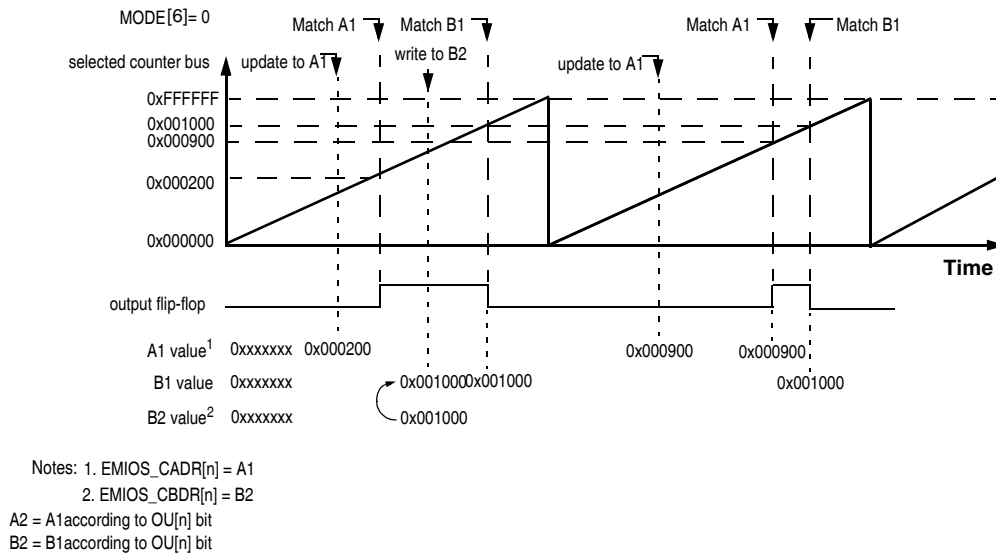 MODE[6]= 0
Match A1 Match B1 Match A1 Match B1
selected counter bus update to A1 write to B2 update to A1
0xFFFFFF
0x001000
0x000900
0x000200
0x000000
Time
output flip-flop
A1 value1 0xxxxxxx 0x000200 0x000900 0x000900
B1 value 0xxxxxxx 0x001000 0x001000 0x001000
B2 value2 0xxxxxxx 0x001000
Notes: 1. EMIOS_CADR[n] = A1
2. EMIOS_CBDR[n] = B2
A2 = A1according to OU[n] bit
B2 = B1according to OU[n] bit